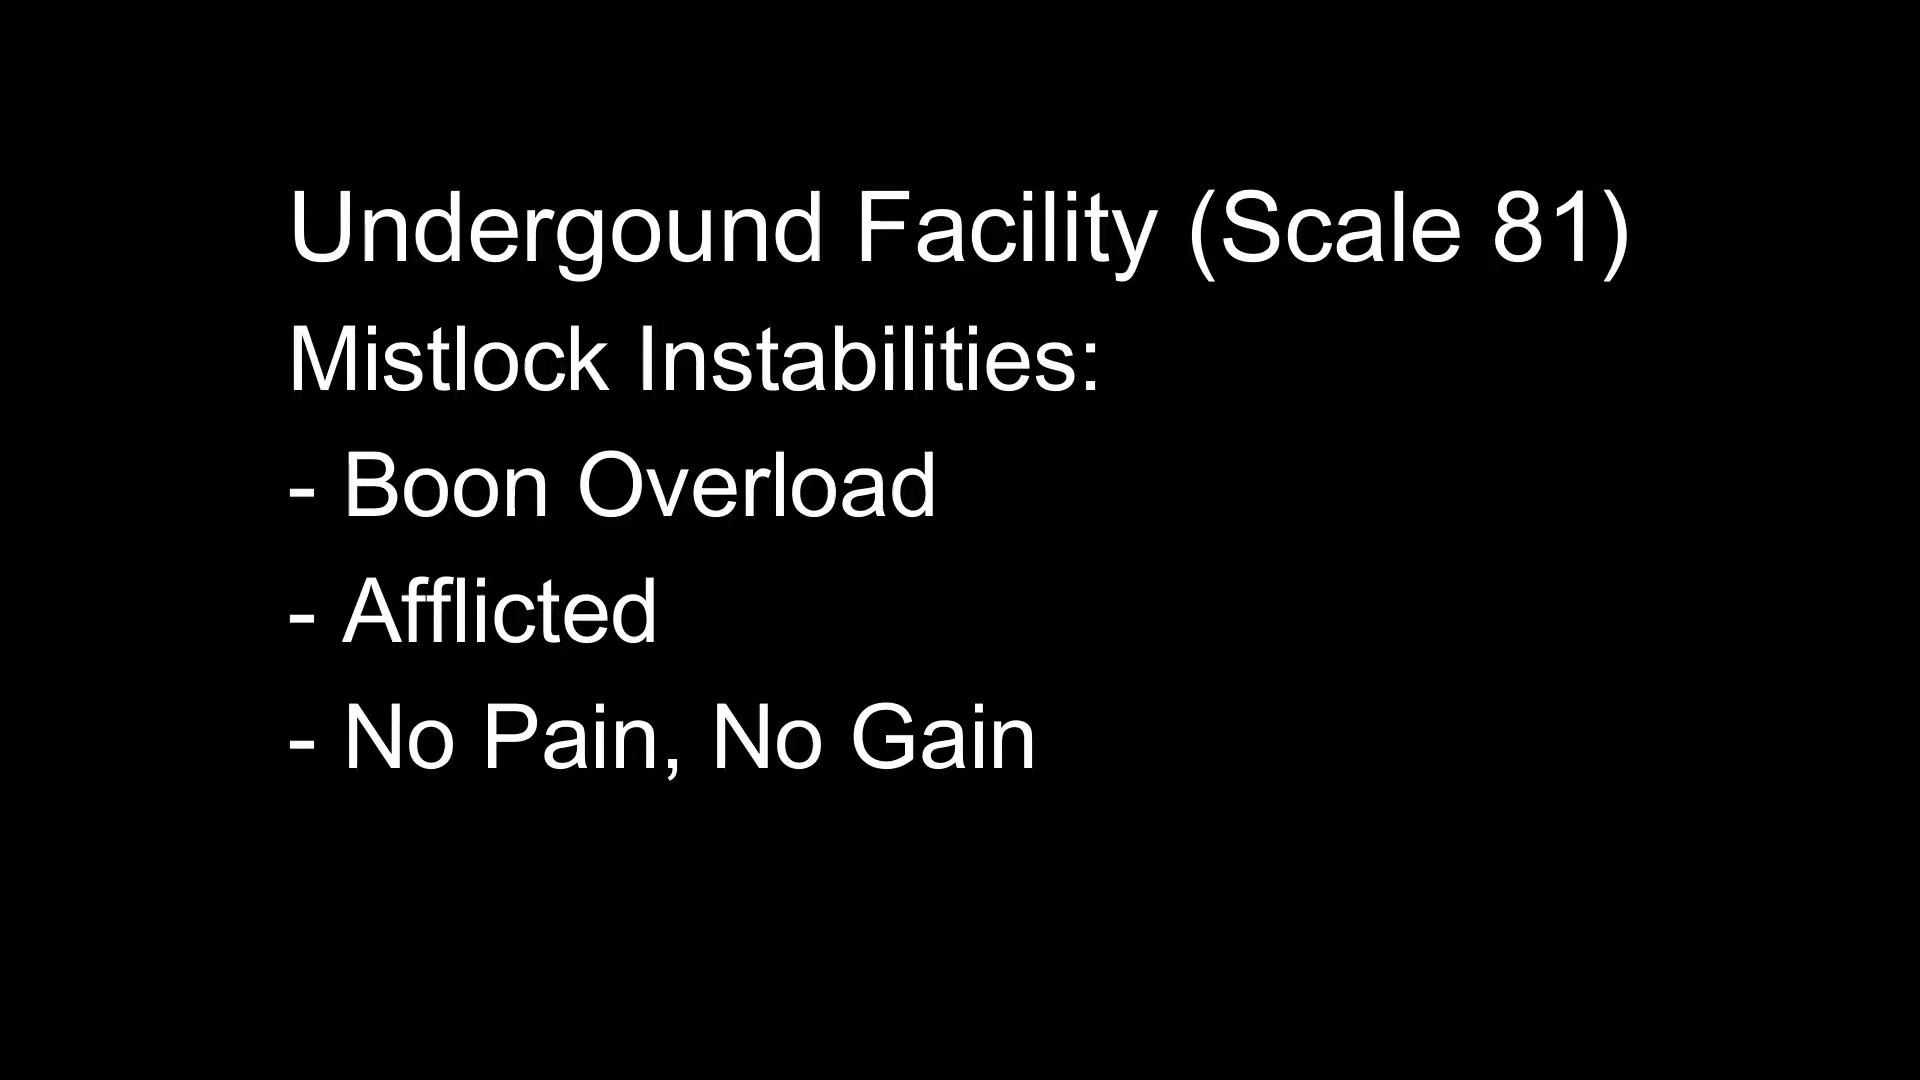 Undergound Facility (Scale 81)
Mistlock Instabilities:
- Boon Overload
- Afflicted
- No Pain, No Gain